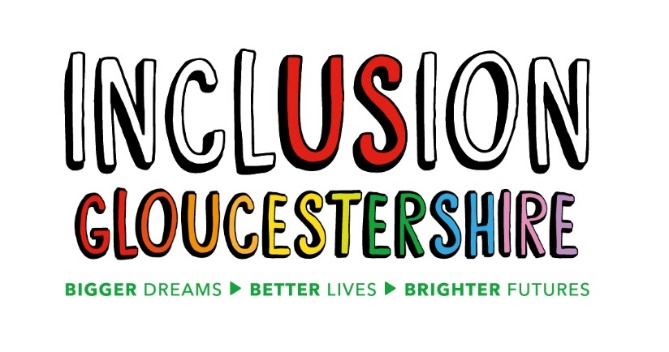 INCLUSION
GLOUCESTERSHIRE
BIGGER DREAMS ▶ BETTER LIVES ▶ BRIGHTER FUTURES